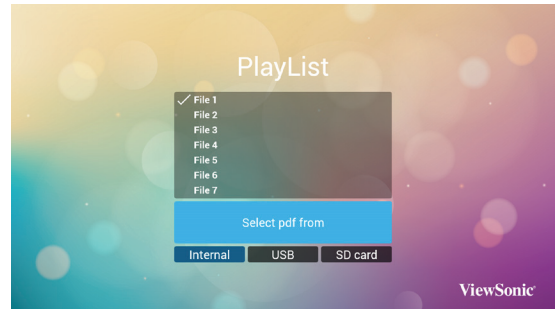 PlayList
File 1
File 2
File 3
File 4
File 5
File 6
File 7
Select pdf from
Internal USB SD card
ViewSonic